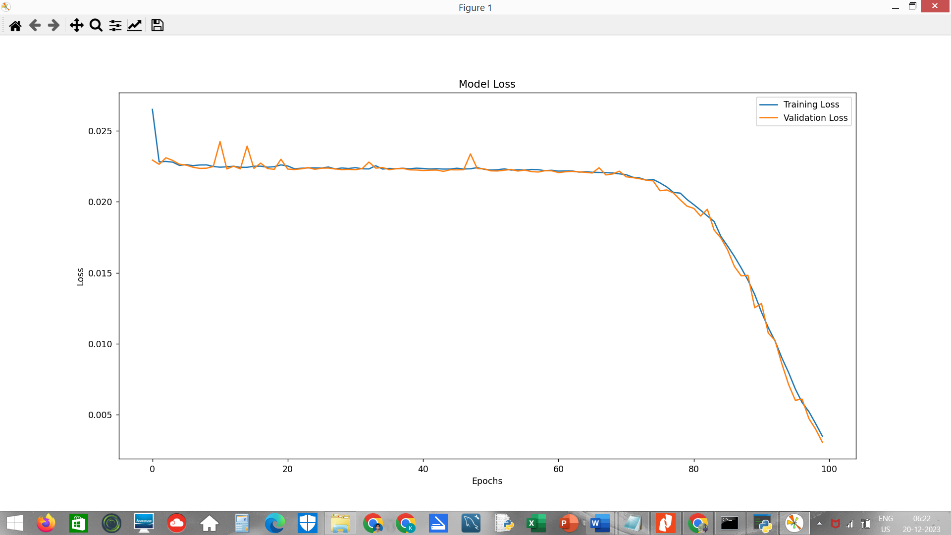 Figure 1
Model Loss
Training Loss
Validation Loss
0.025
0.020
0.015
0.010
0.005
Loss
0 20 40 60 80 100
Epochs
ENG 06:22
US 20-12-2023